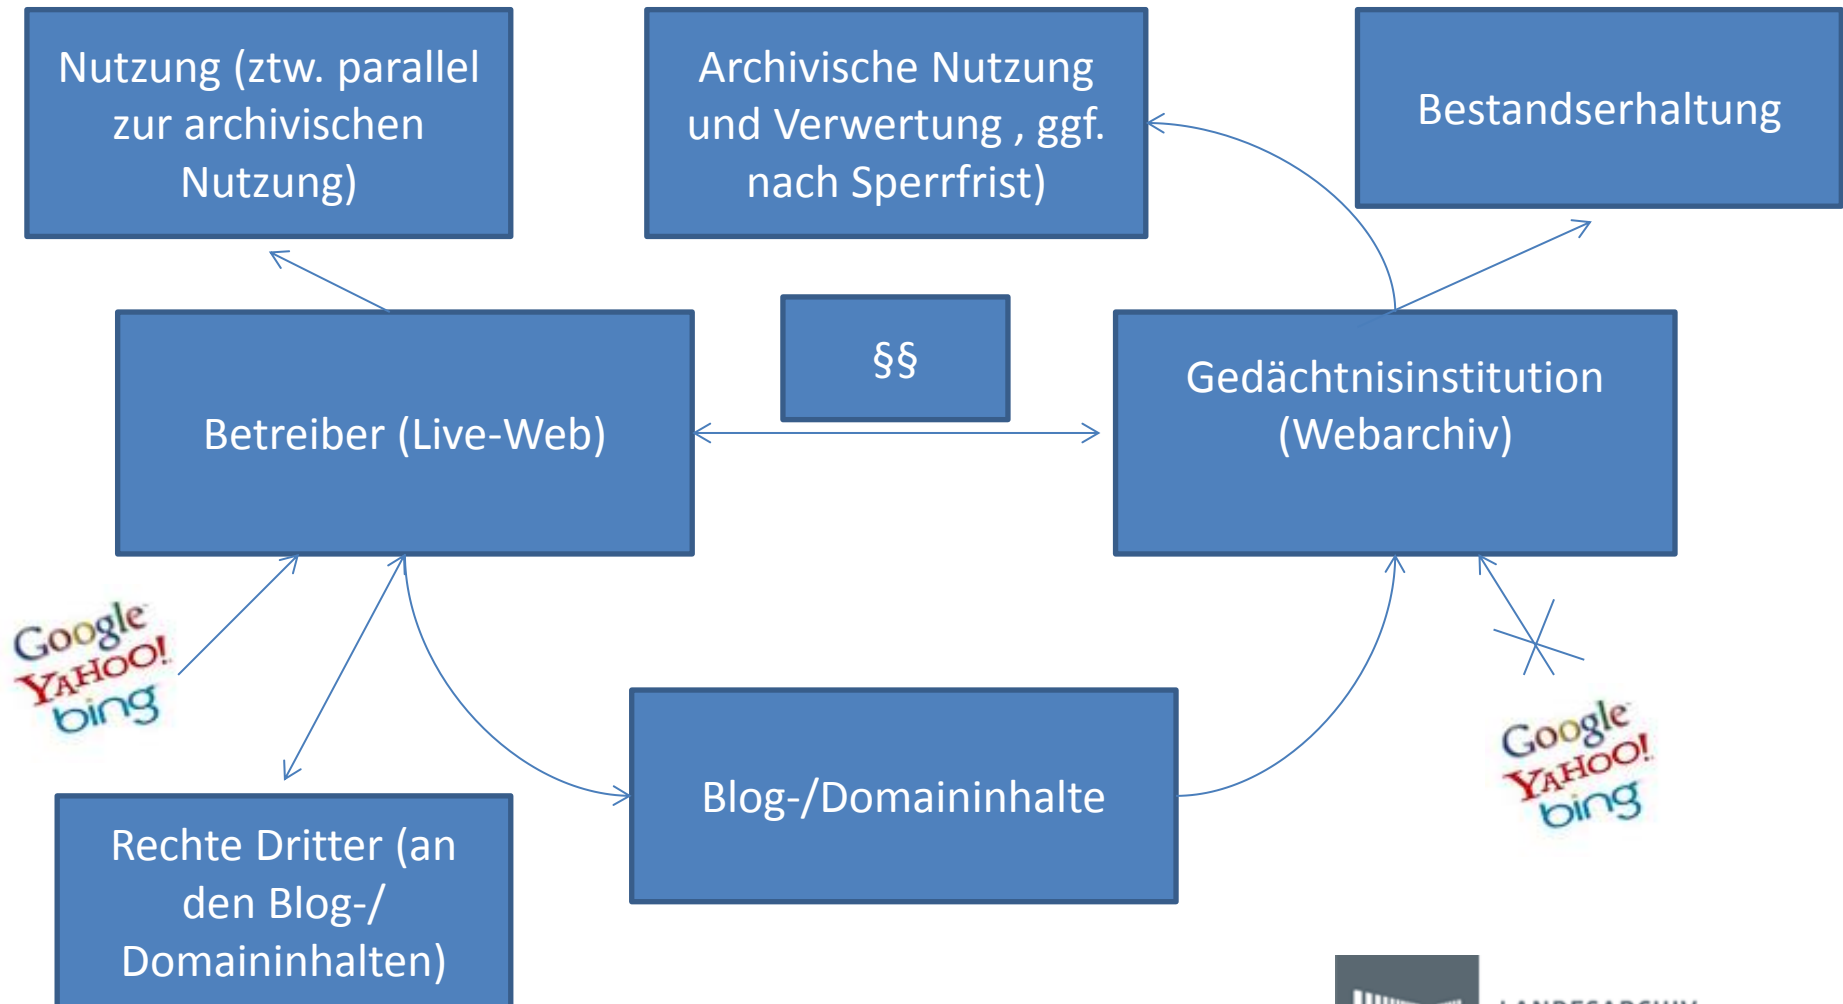 Nutzung (ztw. parallel
zur archivischen
Nutzung)
Archivische Nutzung
und Verwertung , ggf.
nach Sperrfrist)
Bestandserhaltung
§§
Betreiber (Live-Web)
Gedächtnisinstitution
(Webarchiv)
Google
YAHOO!
bing
Blog-/Domaininhalte
Google
YAHOO!
bing
Rechte Dritter (an
den Blog-/
Domaininhalten)
LANDESARCHIV